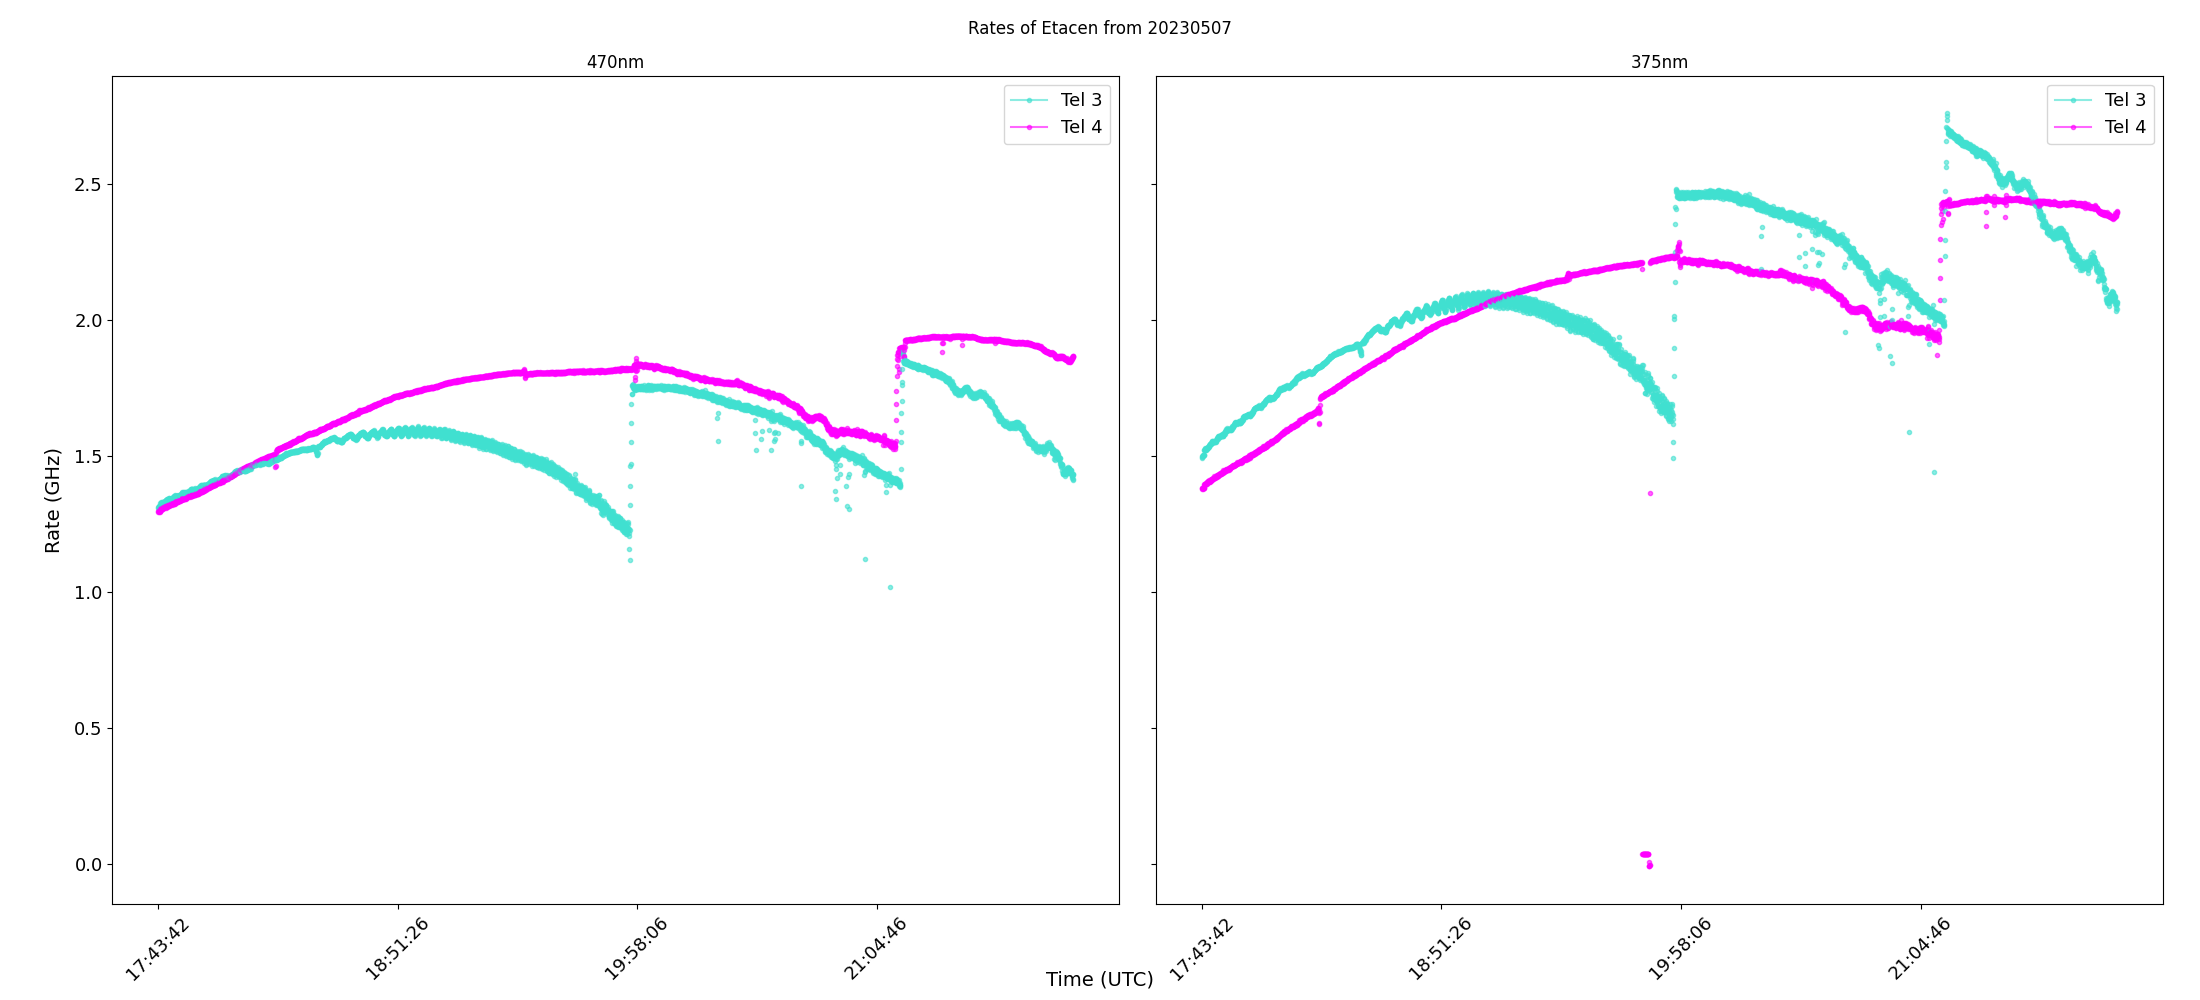 Rates of Etacen from 20230507
470nm
Tel 3
Tel 4
Rate (GHz)
2.5
2.0
1.5
1.0
0.5
0.0
17:43:42
18:51:26
19:58:06
21:04:46
375nm
Tel 3
Tel 4
17:43:42
18:51:26
19:58:06
21:04:46
Time (UTC)